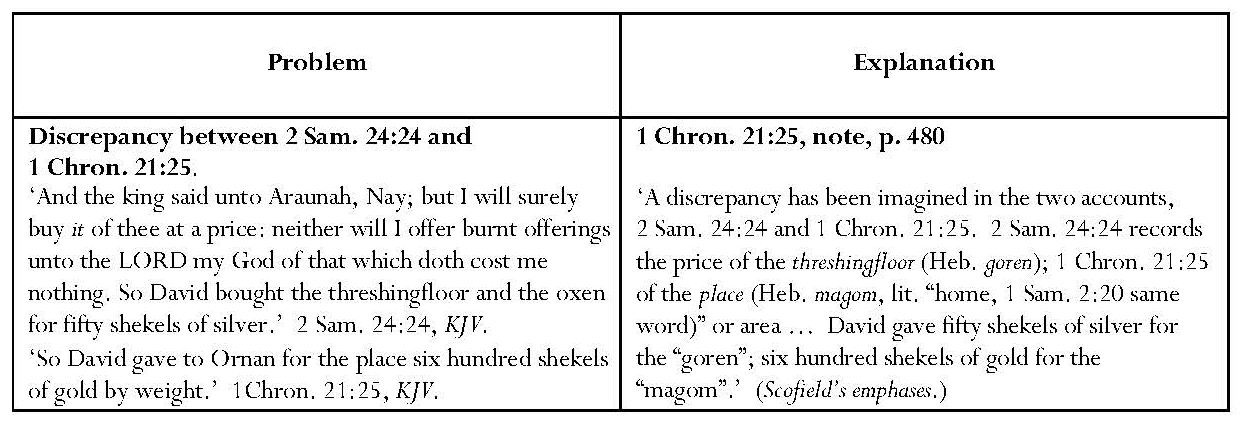 Problem
Explanation
Discrepancy between 2 Sam. 24:24 and
1 Chron. 21:25.
‘And the king said unto Araunah, Nay; but I will surely
buy it of thee at a price: neither will I offer burnt offerings
unto the LORD my God of that which doth cost me
nothing. So David bought the threshingfloor and the oxen
for fifty shekels of silver.’ 2 Sam. 24:24, KJV.
‘So David gave to Ornan for the place six hundred shekels
of gold by weight.’ 1Chron. 21:25, KJV.
1 Chron. 21:25, note, p. 480
‘A discrepancy has been imagined in the two accounts,
2 Sam. 24:24 and 1 Chron. 21:25. 2 Sam. 24:24 records
the price of the threshingfloor (Heb. goren); 1 Chron. 21:25
of the place (Heb. magom, lit. “home, 1 Sam. 2:20 same
word)” or area … David gave fifty shekels of silver for
the “goren”; six hundred shekels of gold for the
“magom”.’ (Scofield’s emphases.)